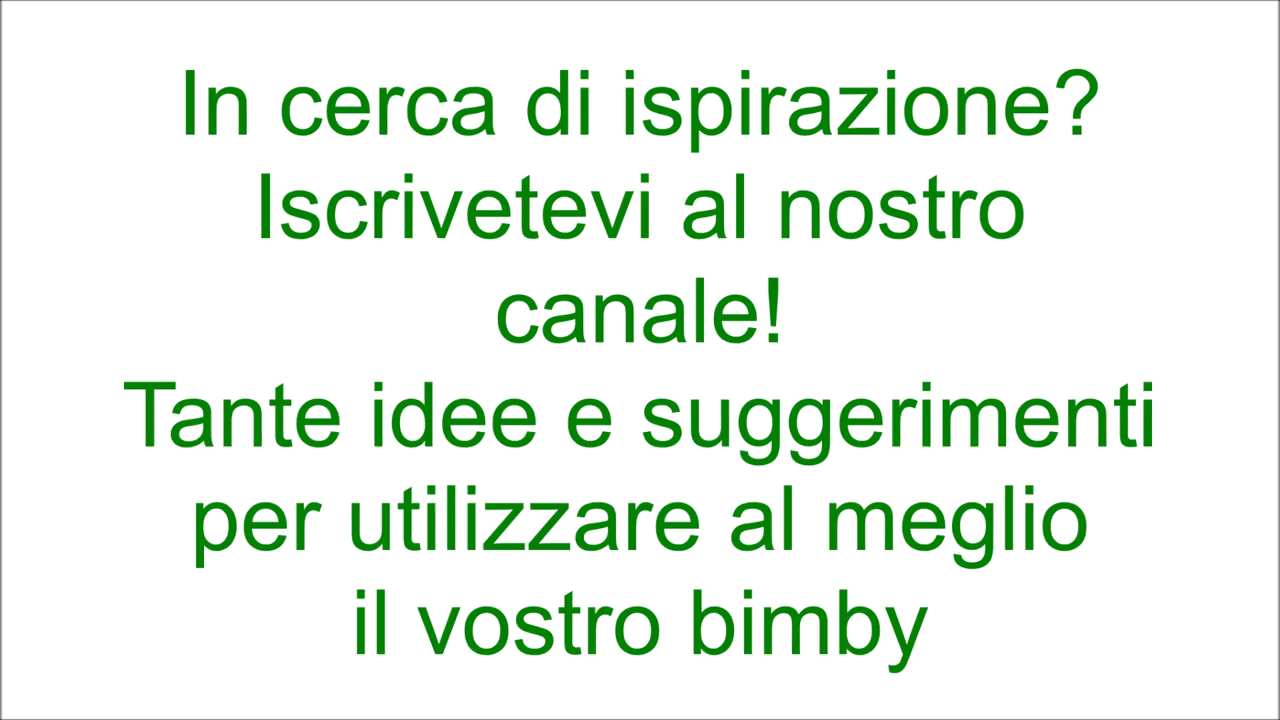 In cerca di ispirazione?
Iscrivetevi al nostro
canale!
Tante idee e suggerimenti
per utilizzare al meglio
il vostro bimby